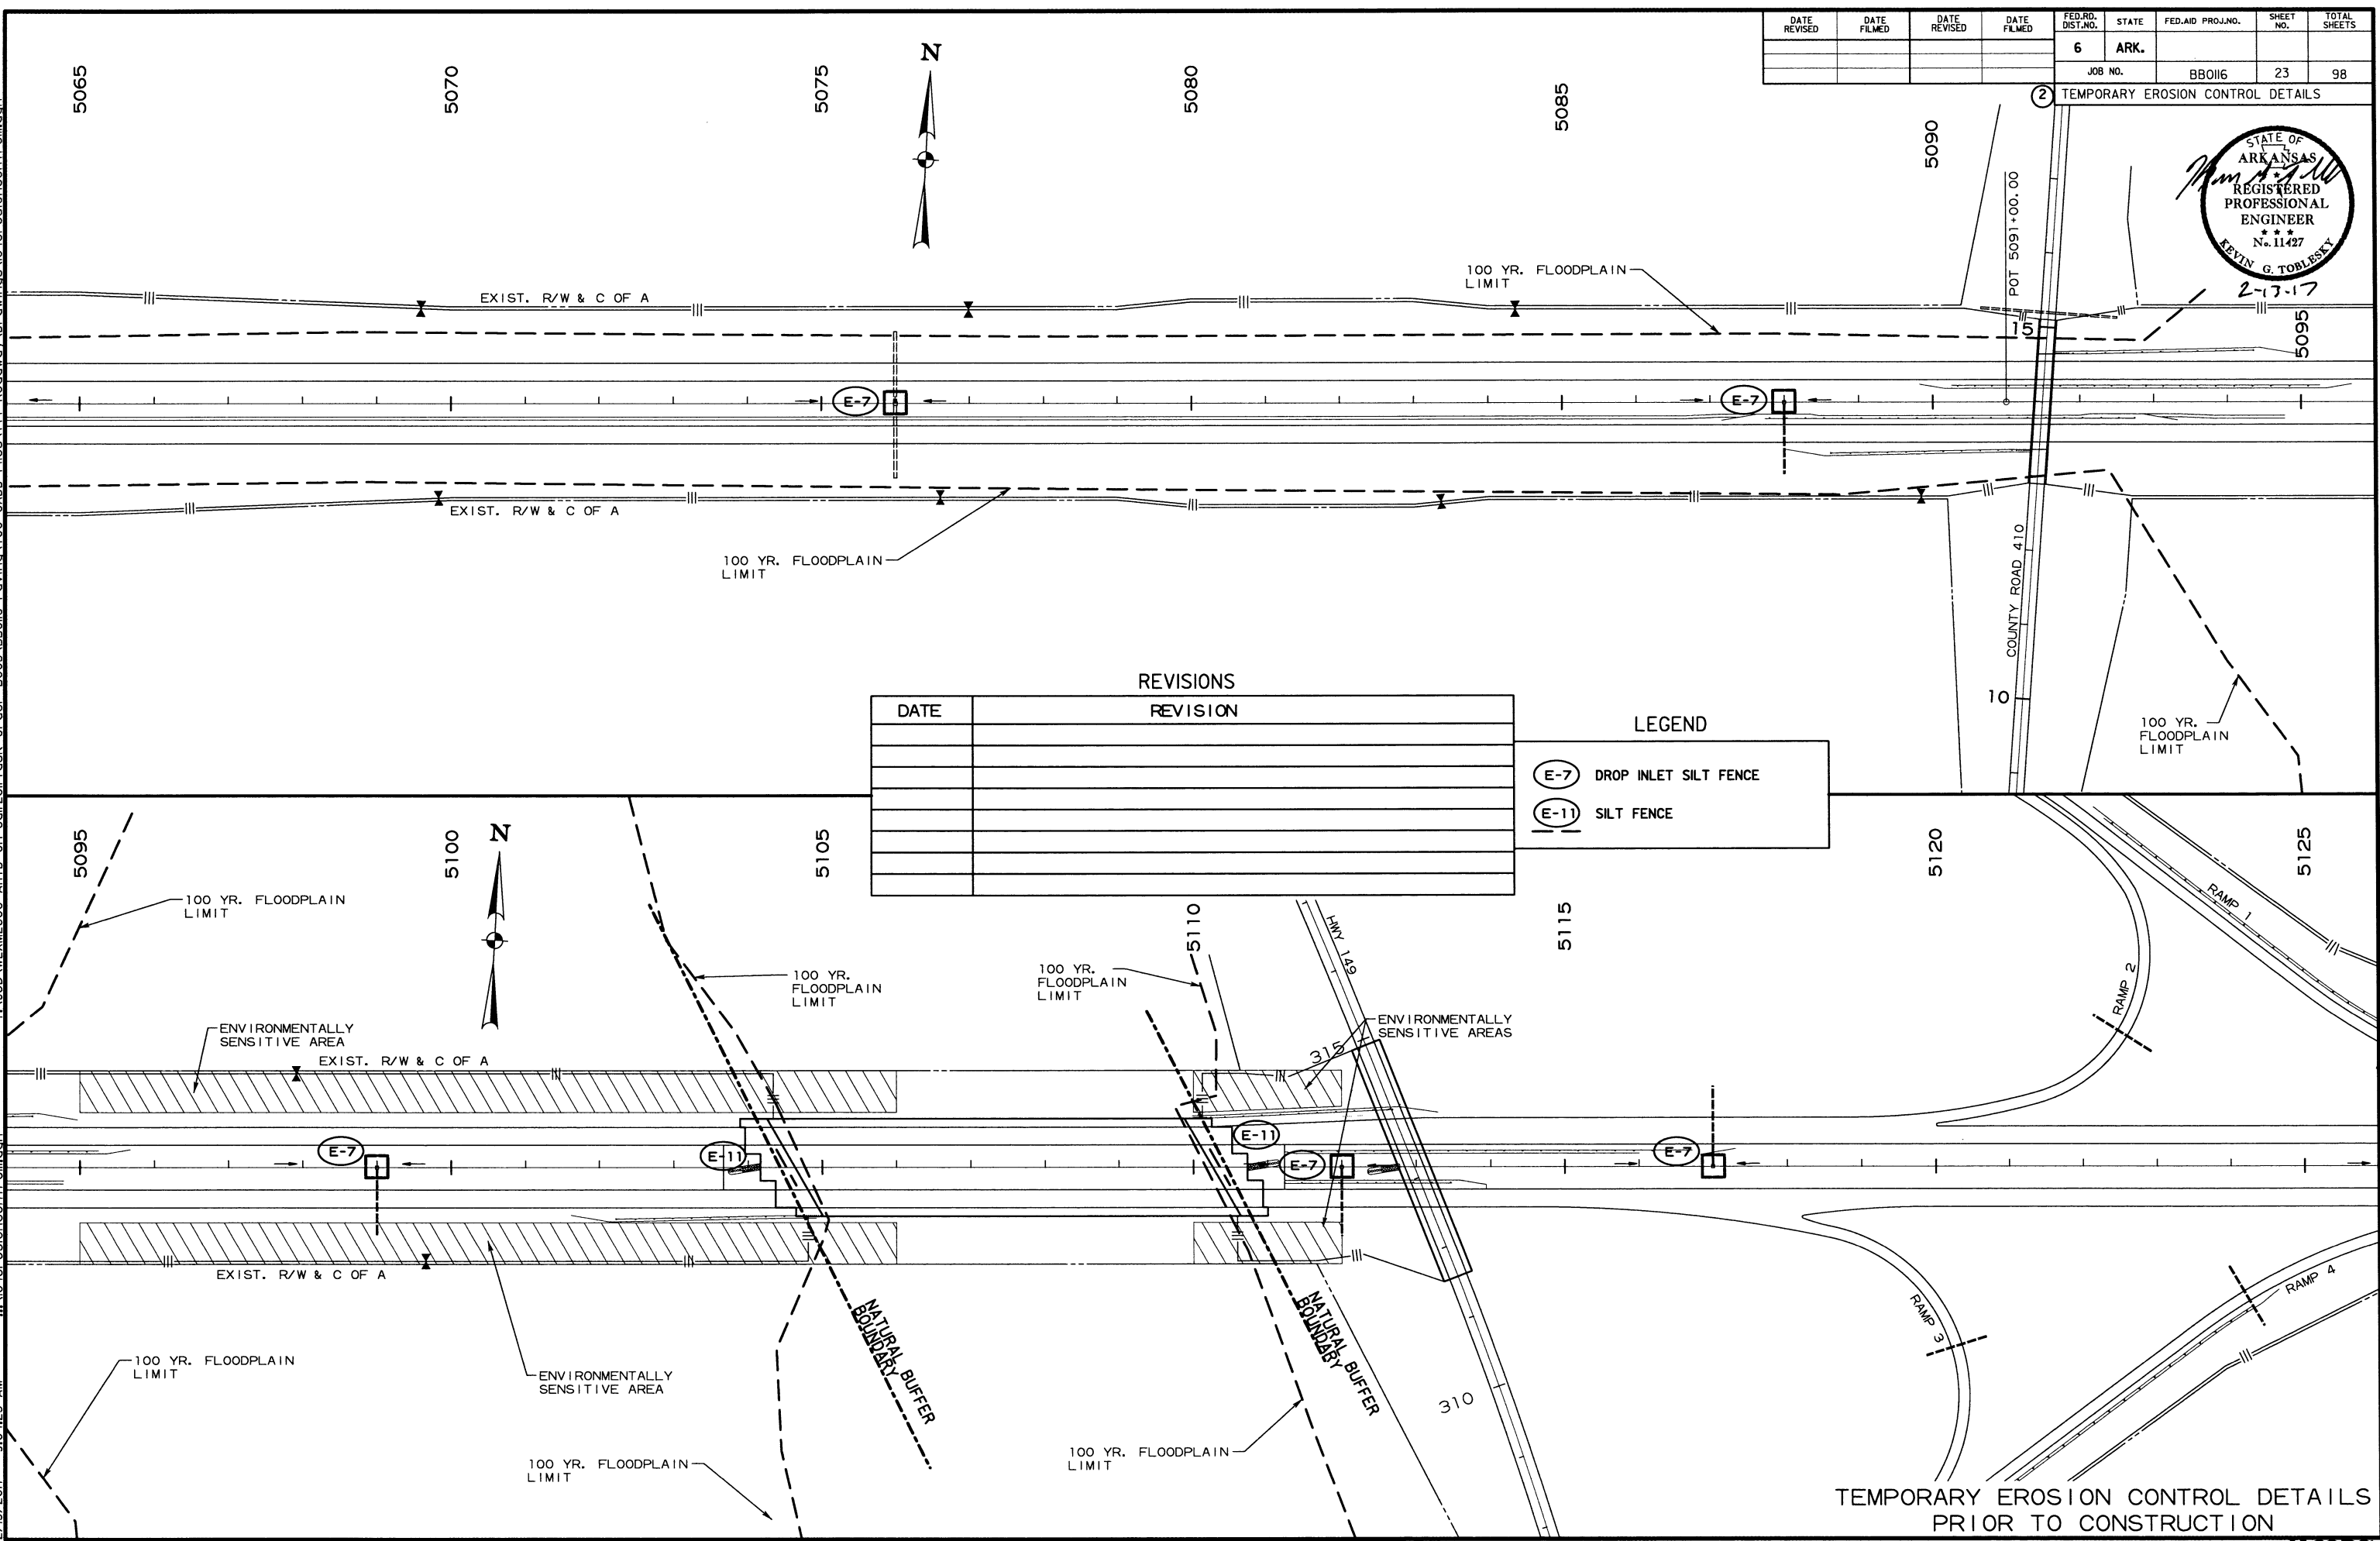 DATE REVISED
DATE FILMED
DATE REVISED
DATE FILMED
FED.RD. DIST.NO.
STATE
FED.AID PROJ.NO.
SHEET NO.
TOTAL SHEETS
6
ARK.
JOB NO.
BB0116
23
98
2
TEMPORARY EROSION CONTROL DETAILS
STATE OF
ARKANSAS
REGISTERED
PROFESSIONAL
ENGINEER
No. 11427
KEVIN G. TOBLESKY
2-13-17
N
5065
5070
5075
5080
5085
5090
5095
POT 5091+00.00
100 YR. FLOODPLAIN
LIMIT
EXIST. R/W & C OF A
15
E-7
E-7
EXIST. R/W & C OF A
100 YR. FLOODPLAIN
LIMIT
COUNTY ROAD 410
10
100 YR.
FLOODPLAIN
LIMIT
REVISIONS
DATE
REVISION
LEGEND
E-7 DROP INLET SILT FENCE
E-11 SILT FENCE
5095
5100
N
5105
5110
5115
5120
5125
100 YR. FLOODPLAIN
LIMIT
100 YR.
FLOODPLAIN
LIMIT
100 YR.
FLOODPLAIN
LIMIT
HWY 149
RAMP 1
RAMP 2
ENVIRONMENTALLY
SENSITIVE AREA
ENVIRONMENTALLY
SENSITIVE AREAS
EXIST. R/W & C OF A
315
E-7
E-11
E-11
E-7
E-7
EXIST. R/W & C OF A
NATURAL BUFFER
BOUNDARY
NATURAL BUFFER
BOUNDARY
RAMP 3
RAMP 4
100 YR. FLOODPLAIN
LIMIT
ENVIRONMENTALLY
SENSITIVE AREA
310
100 YR. FLOODPLAIN
LIMIT
100 YR. FLOODPLAIN
LIMIT
TEMPORARY EROSION CONTROL DETAILS
PRIOR TO CONSTRUCTION